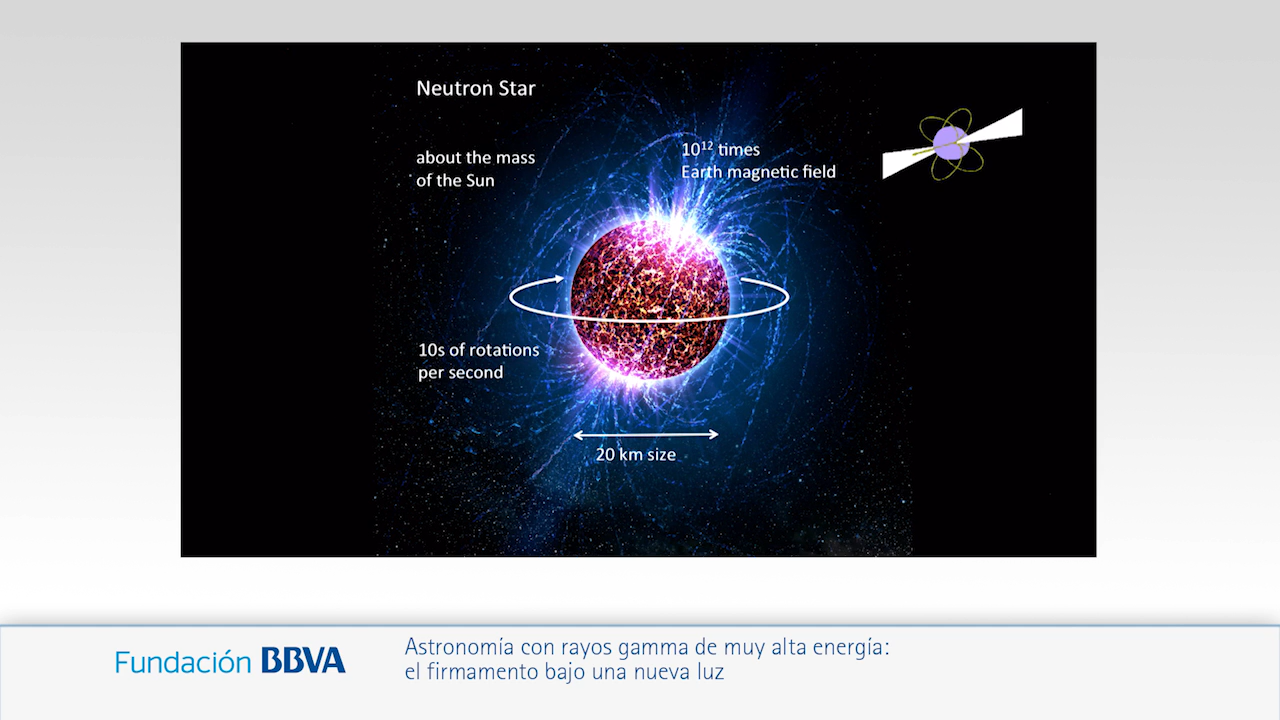 Neutron Star
about the mass
of the Sun
10¹² times
Earth magnetic field
10s of rotations
per second
20 km size
Fundación BBVA
Astronomía con rayos gamma de muy alta energía:
el firmamento bajo una nueva luz